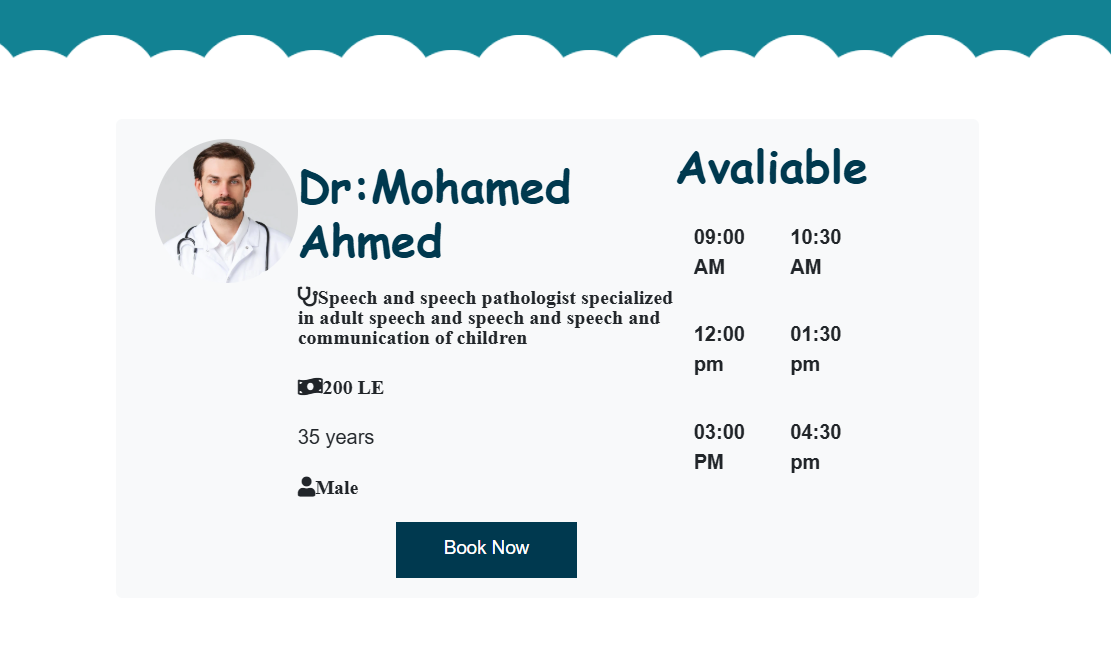 Dr:Mohamed
Ahmed
Speech and speech pathologist specialized
in adult speech and speech and speech and
communication of children
200 LE
35 years
Male
Book Now
Avaliable
09:00 10:30
AM AM
12:00 01:30
pm pm
03:00 04:30
PM pm